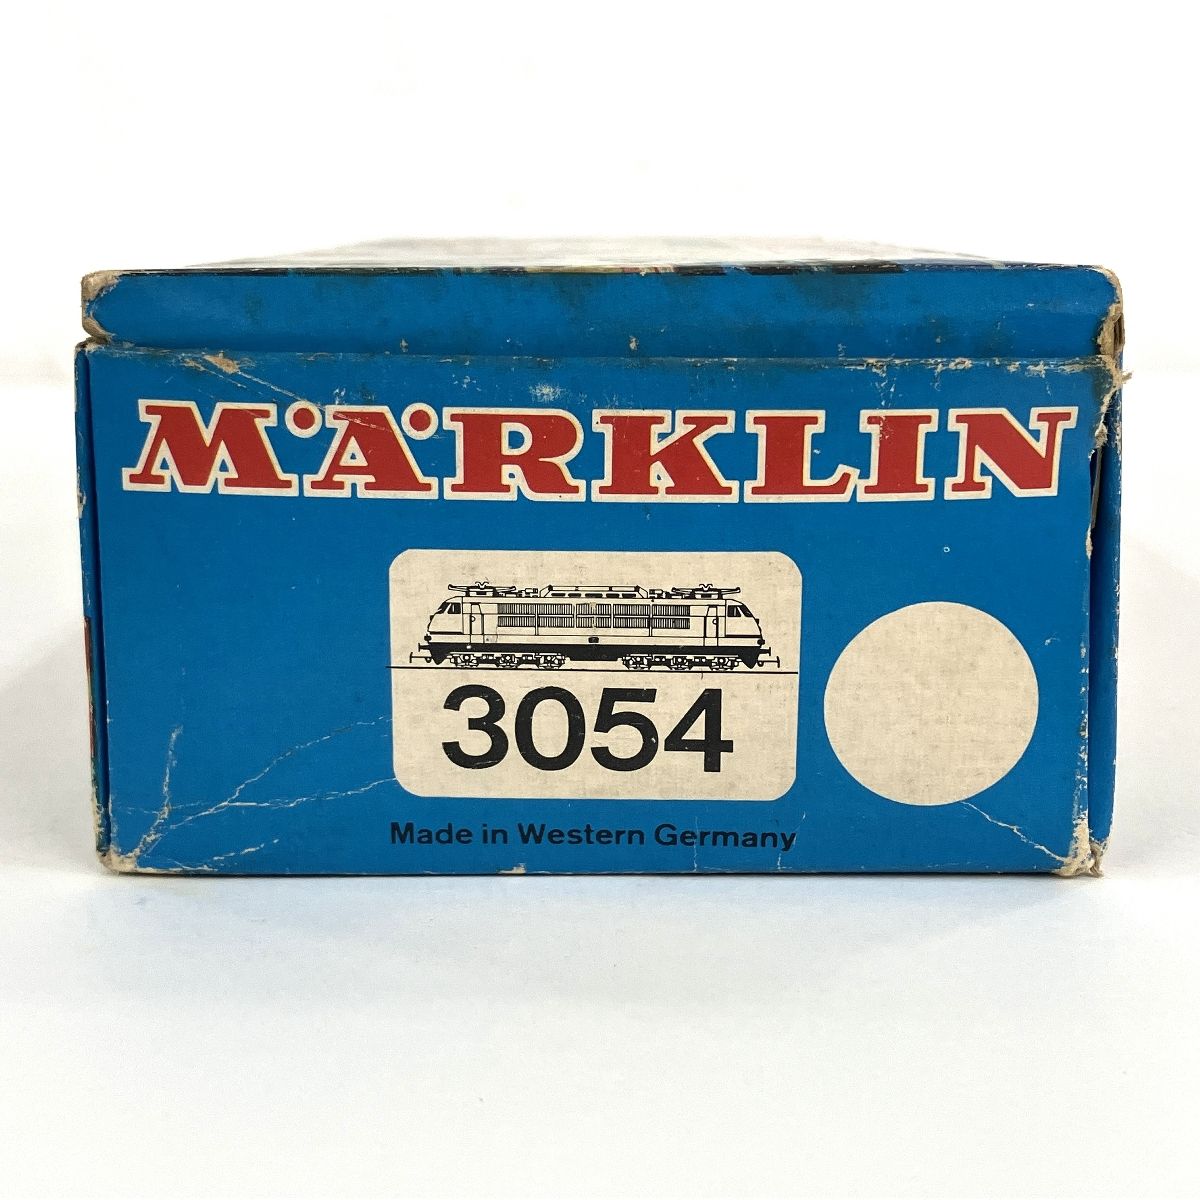 MÄRKLIN
3054
Made in Western Germany